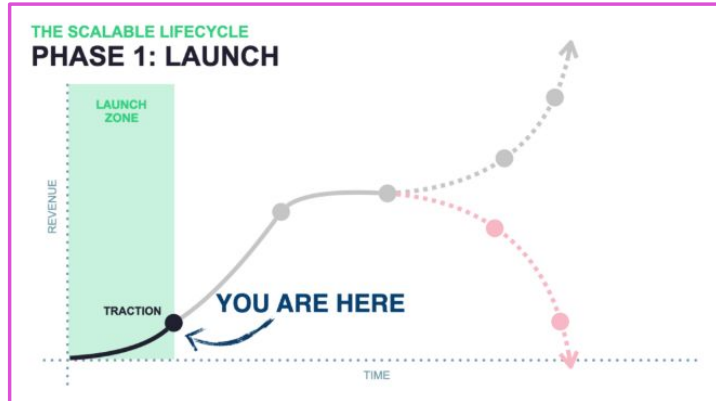 THE SCALABLE LIFECYCLE
PHASE 1: LAUNCH
LAUNCH
ZONE
REVENUE
TRACTION
YOU ARE HERE
TIME